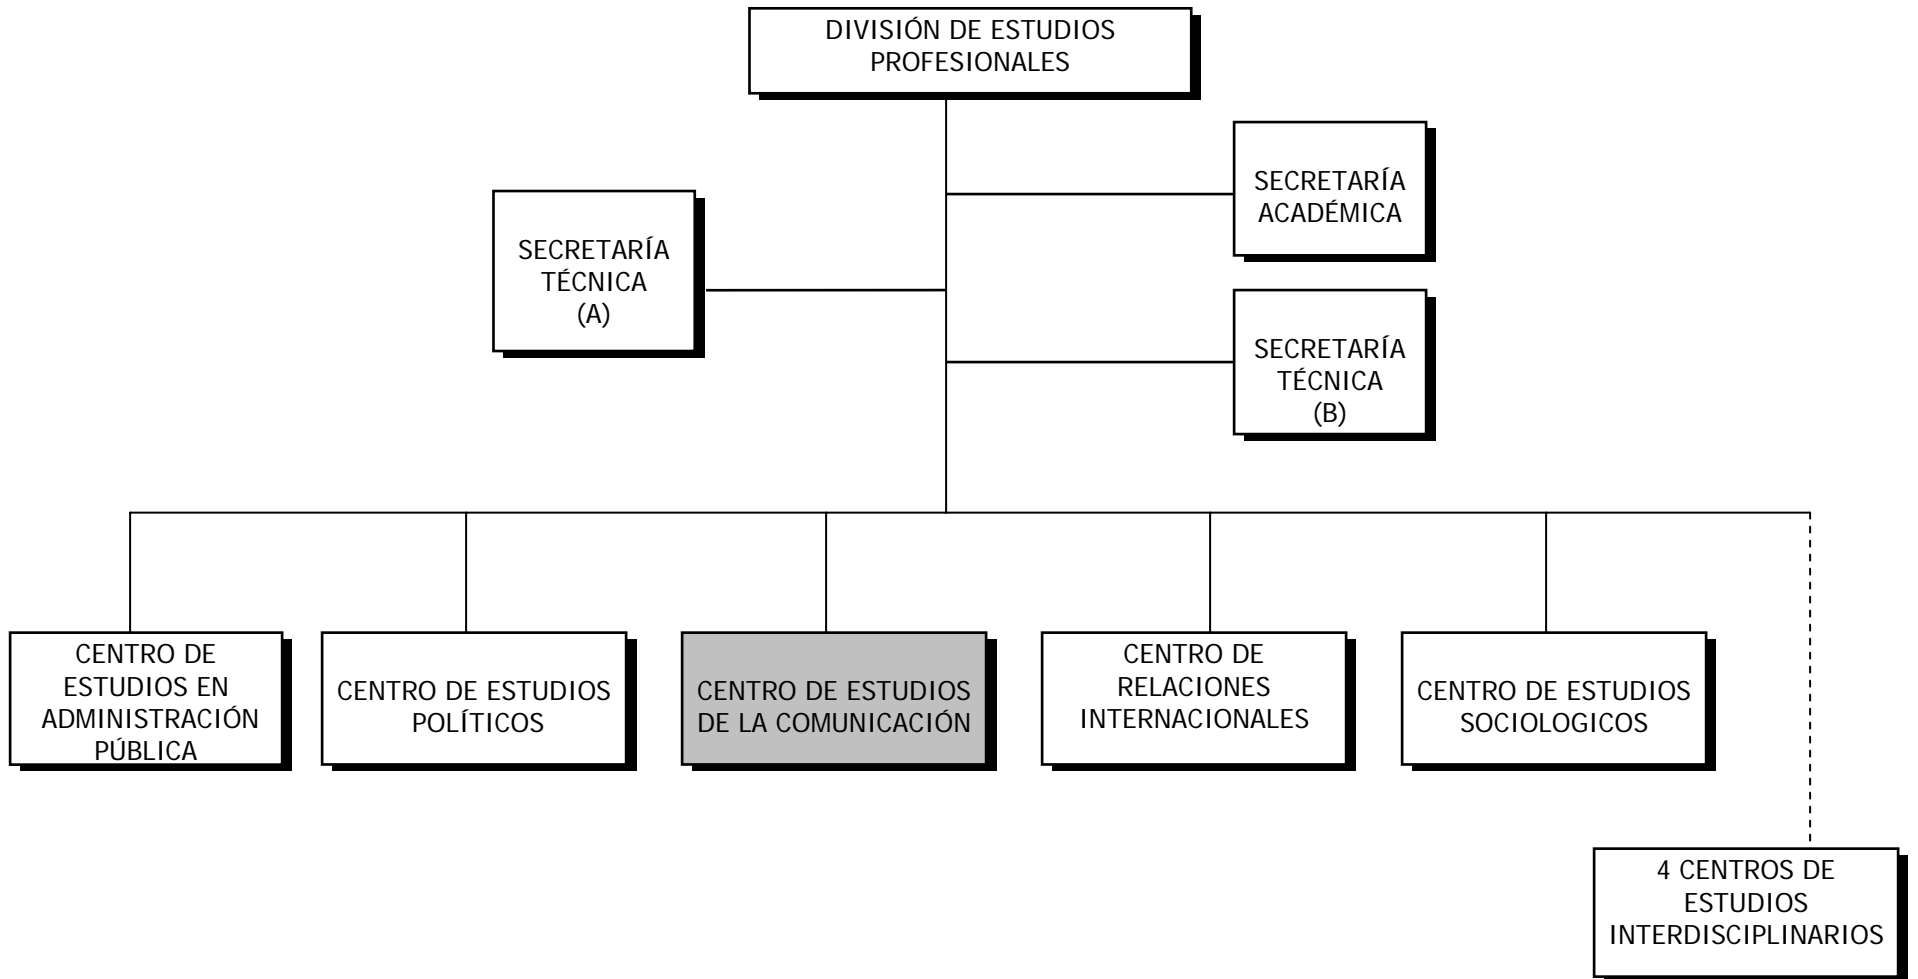 DIVISIÓN DE ESTUDIOS
PROFESIONALES
SECRETARÍA
ACADÉMICA
SECRETARÍA
TÉCNICA
(A)
SECRETARÍA
TÉCNICA
(B)
CENTRO DE
ESTUDIOS EN
ADMINISTRACIÓN
PÚBLICA
CENTRO DE ESTUDIOS
POLÍTICOS
CENTRO DE ESTUDIOS
DE LA COMUNICACIÓN
CENTRO DE
RELACIONES
INTERNACIONALES
CENTRO DE ESTUDIOS
SOCIOLOGICOS
4 CENTROS DE
ESTUDIOS
INTERDISCIPLINARIOS